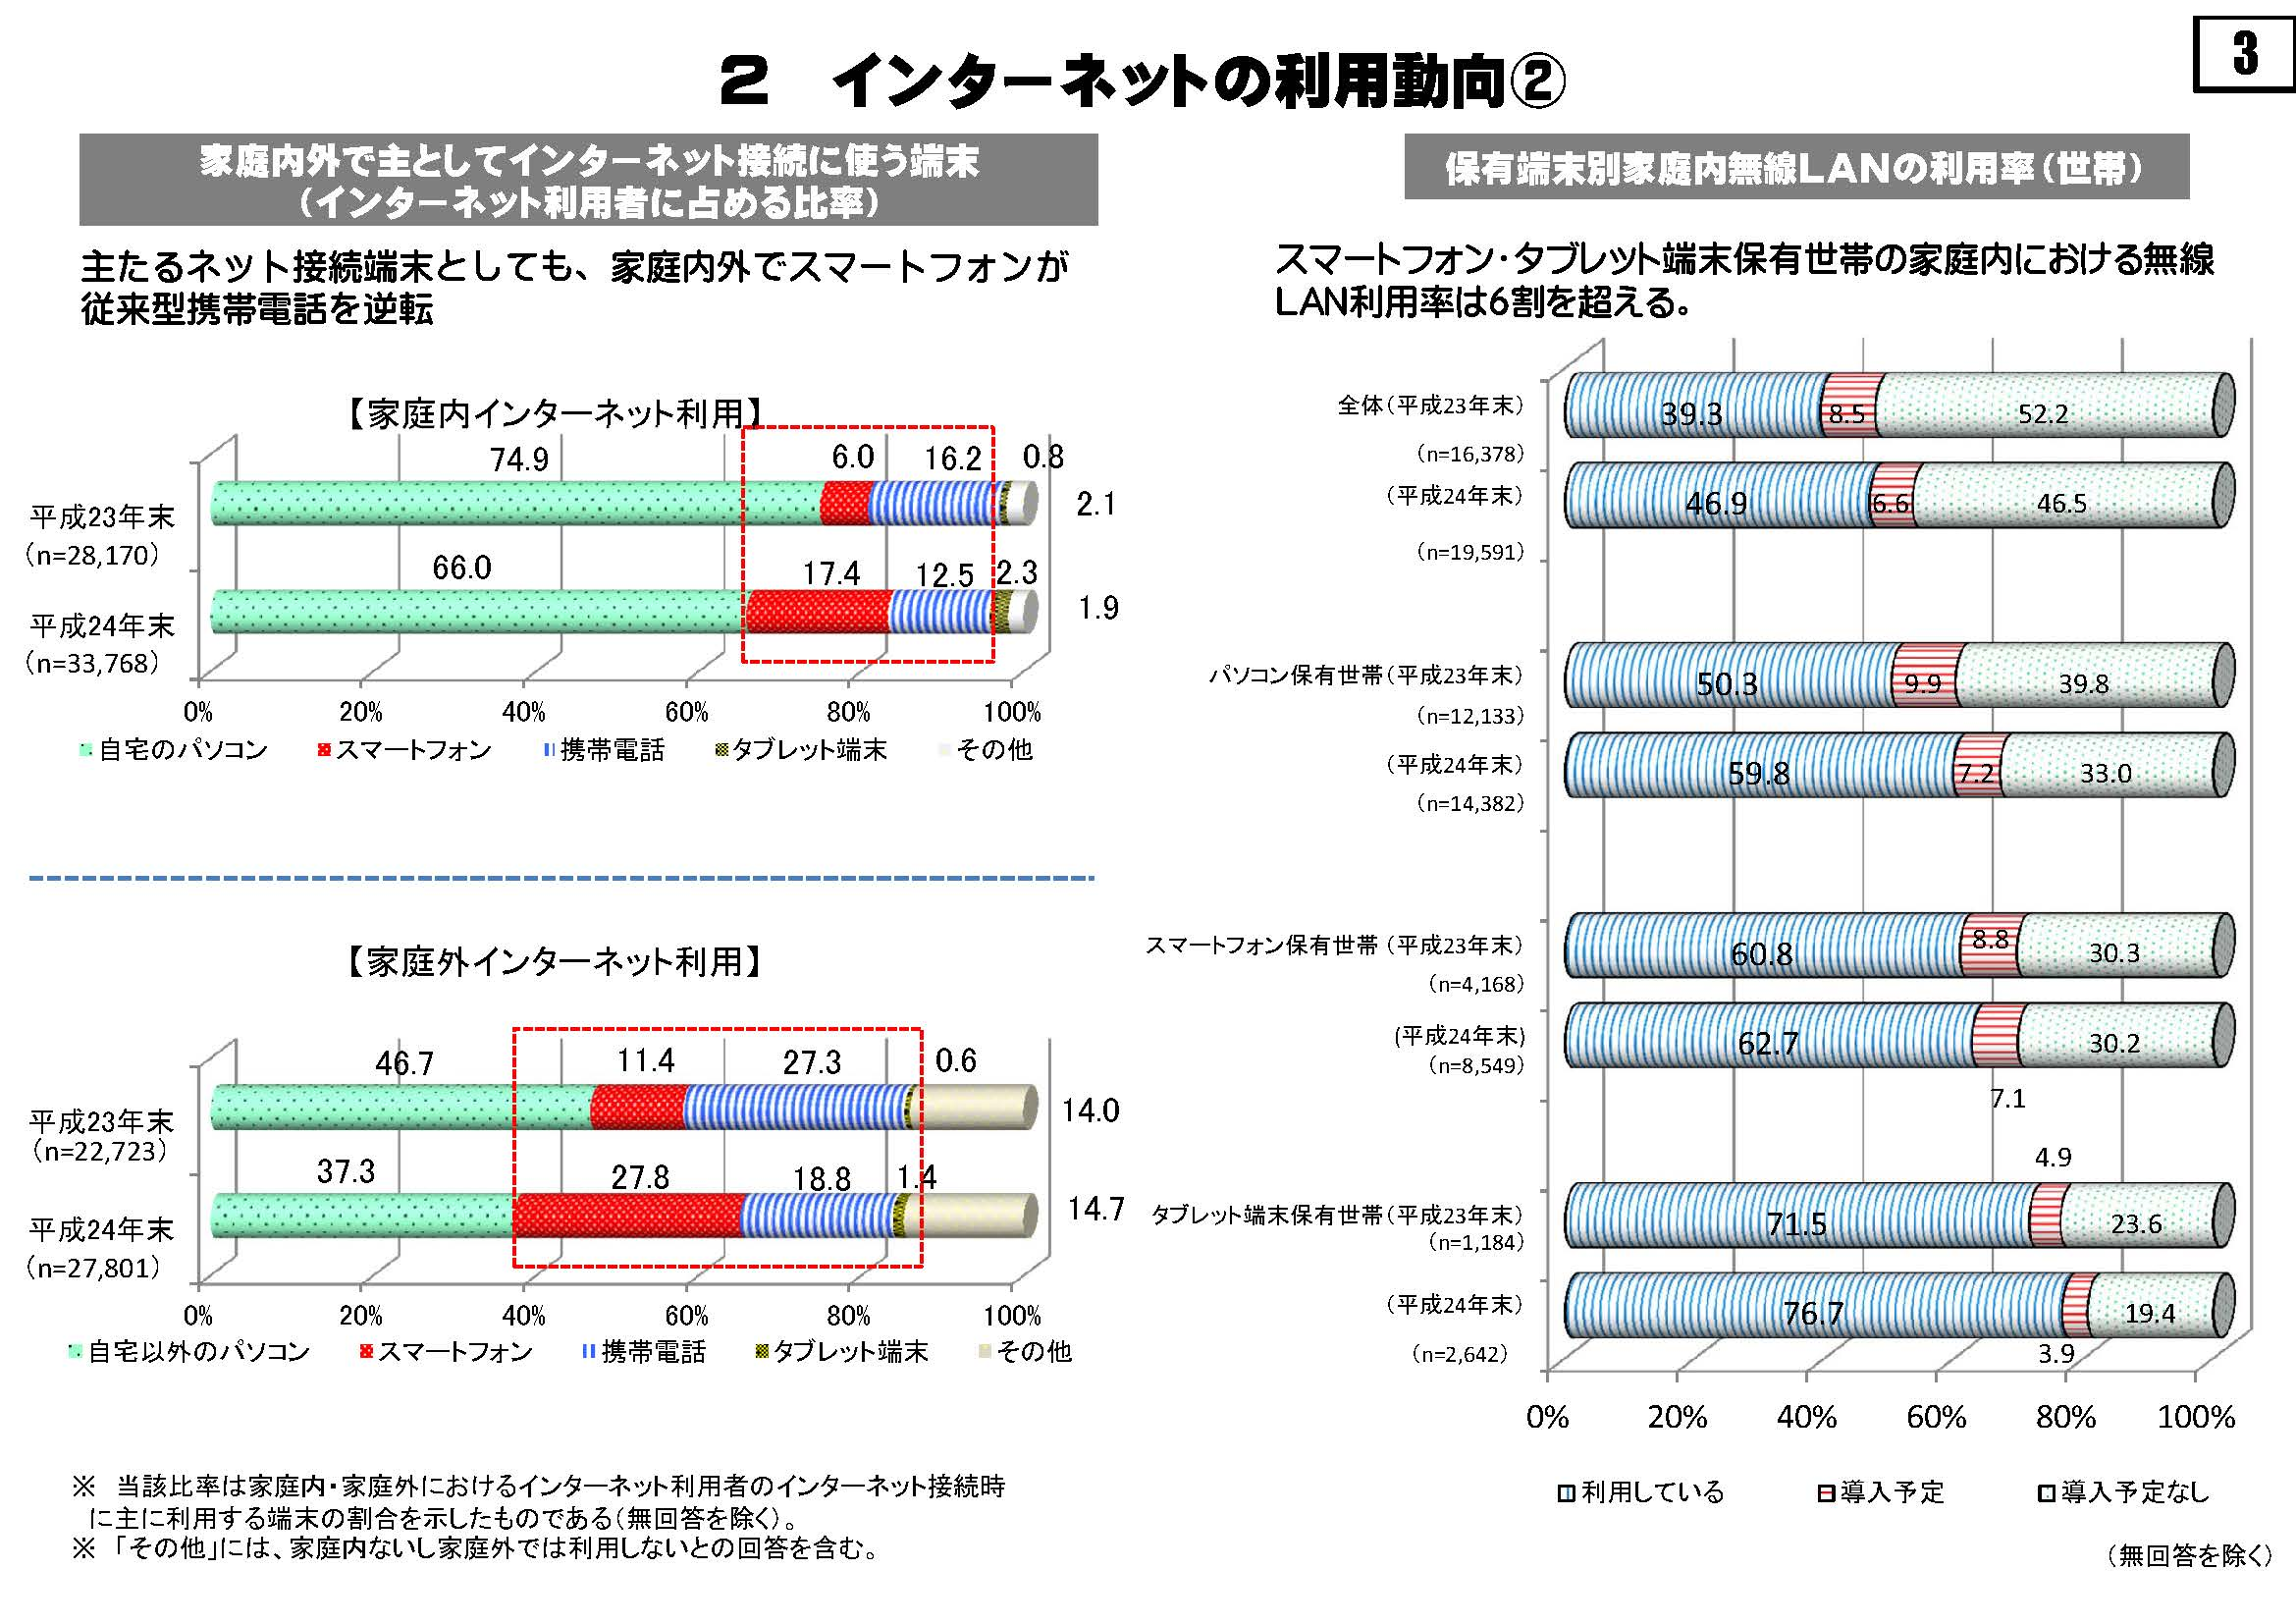 3
２　インターネットの利用動向②
家庭内外で主としてインターネット接続に使う端末
（インターネット利用者に占める比率）
主たるネット接続端末としても、家庭内外でスマートフォンが
従来型携帯電話を逆転
【家庭内インターネット利用】
74.9 6.0 16.2 0.8
平成23年末 2.1
（n=28,170）
66.0 17.4 12.5 2.3
平成24年末 1.9
（n=33,768）
0% 20% 40% 60% 80% 100%
自宅のパソコン スマートフォン 携帯電話 タブレット端末 その他
【家庭外インターネット利用】
46.7 11.4 27.3 0.6
平成23年末 14.0
（n=22,723）
37.3 27.8 18.8 1.4
平成24年末 14.7
（n=27,801）
0% 20% 40% 60% 80% 100%
自宅以外のパソコン スマートフォン 携帯電話 タブレット端末 その他
※　当該比率は家庭内・家庭外におけるインターネット利用者のインターネット接続時
に主に利用する端末の割合を示したものである（無回答を除く）。
※　「その他」には、家庭内ないし家庭外では利用しないとの回答を含む。
保有端末別家庭内無線ＬＡＮの利用率（世帯）
スマートフォン・タブレット端末保有世帯の家庭内における無線
LAN利用率は6割を超える。
全体（平成23年末） 39.3 8.5 52.2
（n=16,378）
（平成24年末） 46.9 6.6 46.5
（n=19,591）
パソコン保有世帯（平成23年末） 50.3 9.9 39.8
（n=12,133）
（平成24年末） 59.8 7.2 33.0
（n=14,382）
スマートフォン保有世帯（平成23年末） 60.8 8.8 30.3
（n=4,168）
(平成24年末) 62.7 30.2
（n=8,549）
7.1
4.9
タブレット端末保有世帯（平成23年末） 71.5 23.6
（n=1,184）
（平成24年末） 76.7 19.4
（n=2,642） 3.9
0% 20% 40% 60% 80% 100%
利用している 導入予定 導入予定なし
（無回答を除く）